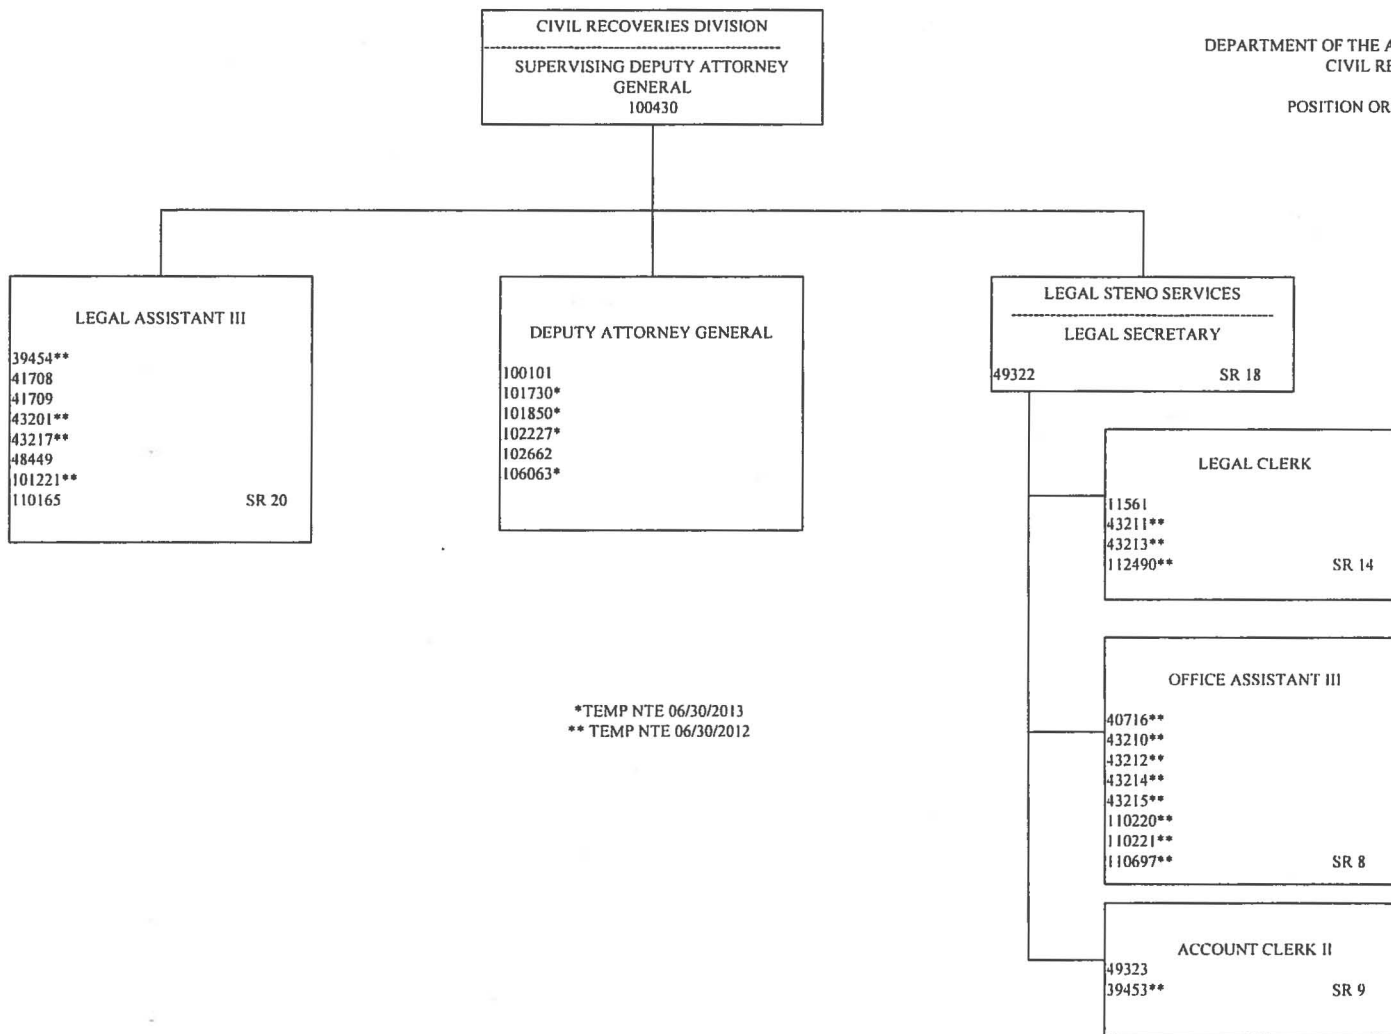 CIVIL RECOVERIES DIVISION
SUPERVISING DEPUTY ATTORNEY
GENERAL
100430
DEPARTMENT OF THE A
CIVIL RE
POSITION OR
LEGAL ASSISTANT III
39454**
41708
41709
43201**
43217**
48449
101221**
110165 SR 20
DEPUTY ATTORNEY GENERAL
100101
101730*
101850*
102227*
102662
106063*
LEGAL STENO SERVICES
LEGAL SECRETARY
49322 SR 18
LEGAL CLERK
11561
43211**
43213**
112490** SR 14
OFFICE ASSISTANT III
40716**
43210**
43212**
43214**
43215**
110220**
110221**
110697** SR 8
ACCOUNT CLERK II
49323
39453** SR 9
*TEMP NTE 06/30/2013
** TEMP NTE 06/30/2012